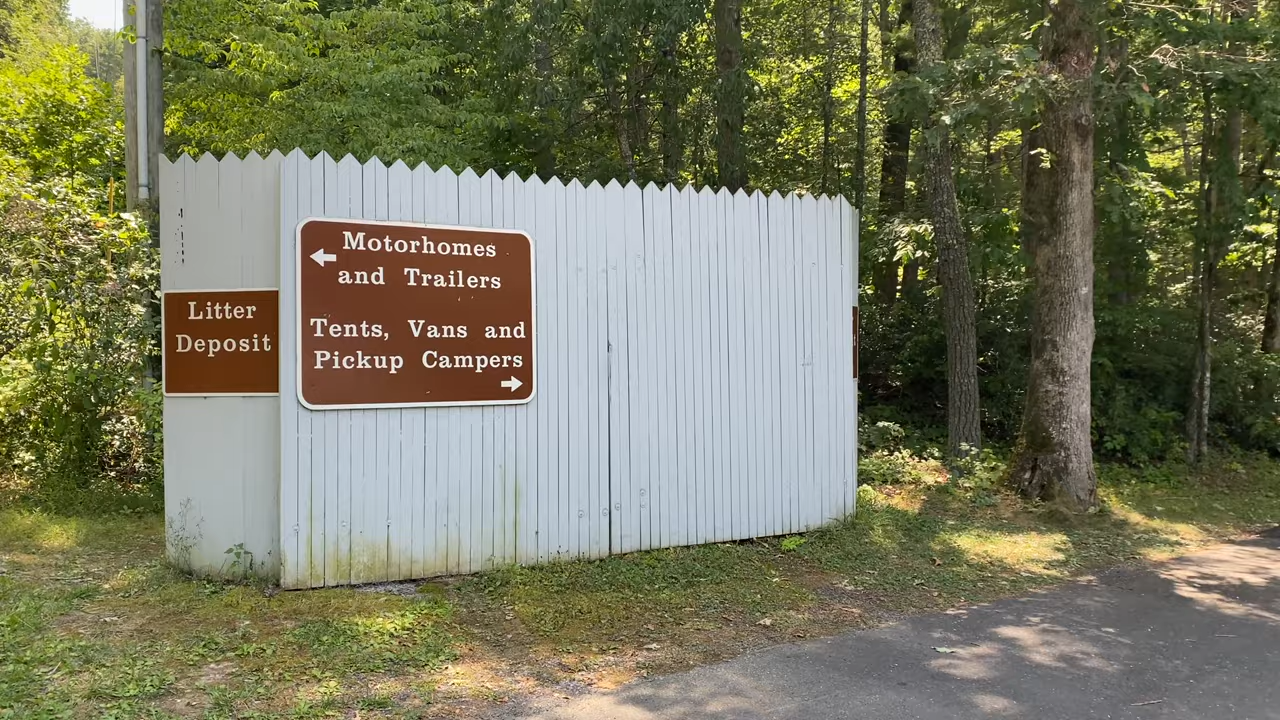 Litter
Deposit
Motorhomes
and Trailers
Tents, Vans and
Pickup Campers